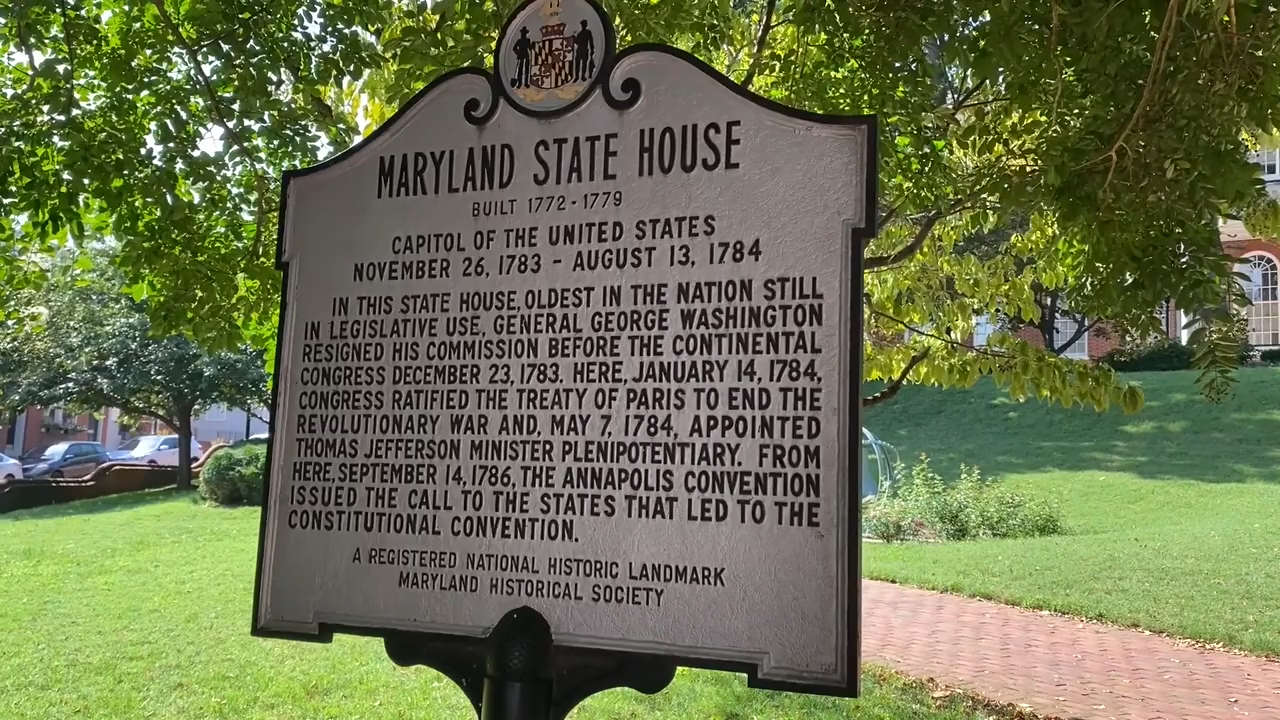 MARYLAND STATE HOUSE
BUILT 1772-1779
CAPITOL OF THE UNITED STATES
NOVEMBER 26, 1783 - AUGUST 13, 1784
IN THIS STATE HOUSE, OLDEST IN THE NATION STILL
IN LEGISLATIVE USE, GENERAL GEORGE WASHINGTON
RESIGNED HIS COMMISSION BEFORE THE CONTINENTAL
CONGRESS DECEMBER 23, 1783. HERE, JANUARY 14, 1784,
CONGRESS RATIFIED THE TREATY OF PARIS TO END THE
REVOLUTIONARY WAR AND, MAY 7, 1784, APPOINTED
THOMAS JEFFERSON MINISTER PLENIPOTENTIARY. FROM
HERE, SEPTEMBER 14, 1786, THE ANNAPOLIS CONVENTION
ISSUED THE CALL TO THE STATES THAT LED TO THE
CONSTITUTIONAL CONVENTION.
A REGISTERED NATIONAL HISTORIC LANDMARK
MARYLAND HISTORICAL SOCIETY